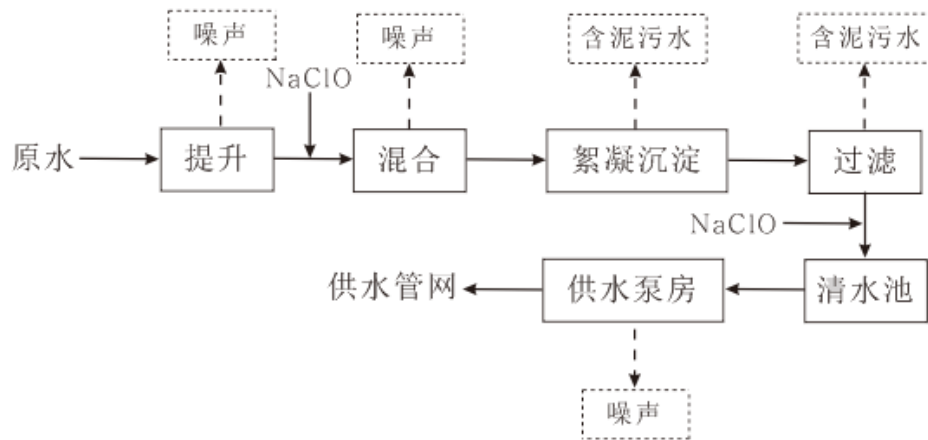 噪声
噪声
含泥污水
含泥污水
NaClO
原水
提升
混合
絮凝沉淀
过滤
NaClO
供水管网
供水泵房
清水池
噪声